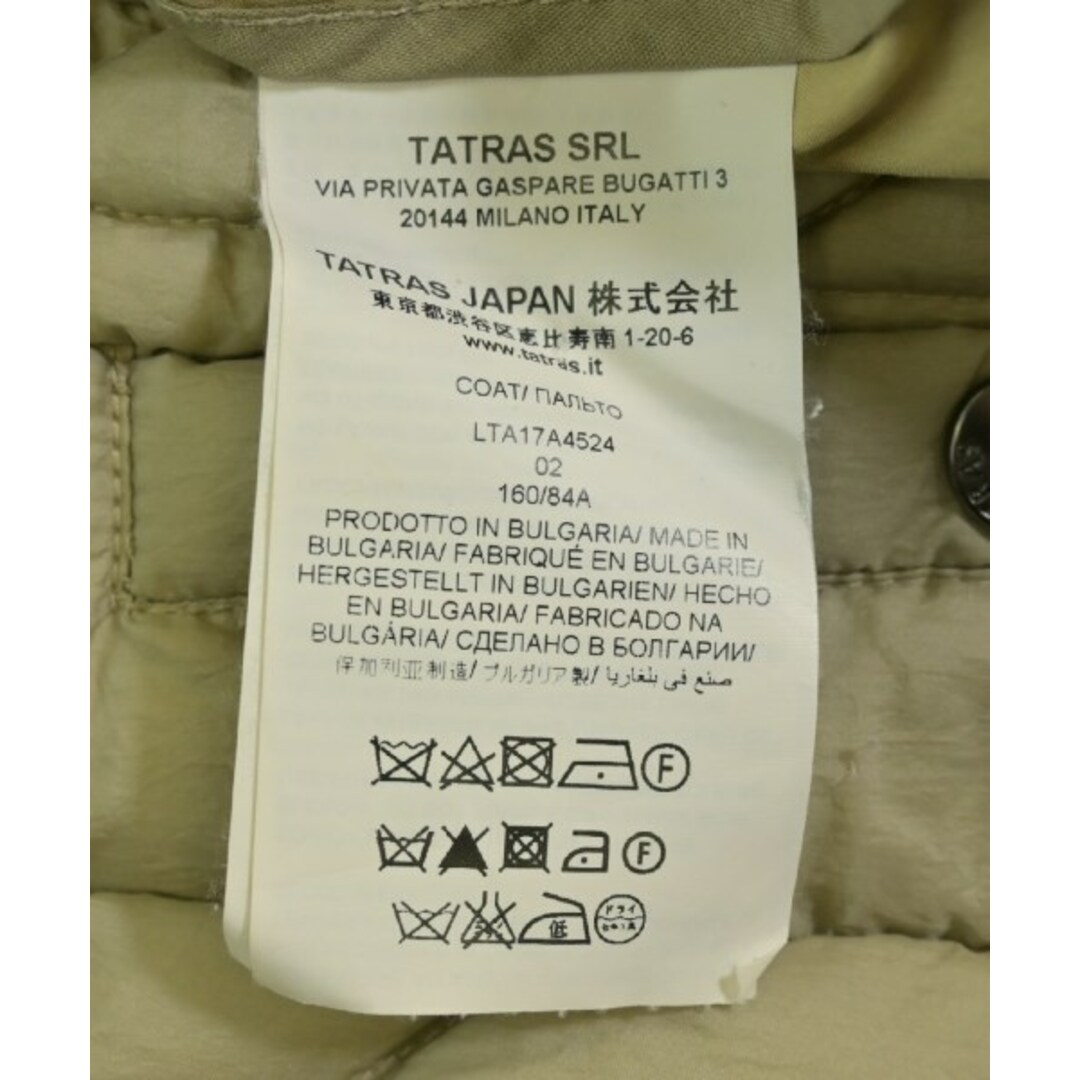 TATRAS SRL
VIA PRIVATA GASPARE BUGATTI 3
20144 MILANO ITALY
TATRAS JAPAN 株式会社
東京都渋谷区恵比寿南 1-20-6
www.tatras.it
COAT/ ПАЛЬТО
LTA17A4524
02
160/84A
PRODOTTO IN BULGARIA/ MADE IN
BULGARIA/ FABRIQUÉ EN BULGARIE/
HERGESTELLT IN BULGARIEN/ HECHO
EN BULGARIA/ FABRICADO NA
BULGÁRIA/ СДЕЛАНО В БОЛГАРИИ/
保加利亚制造/ ブルガリア製/ صنع في بلغاريا
F
F
低 ドライ